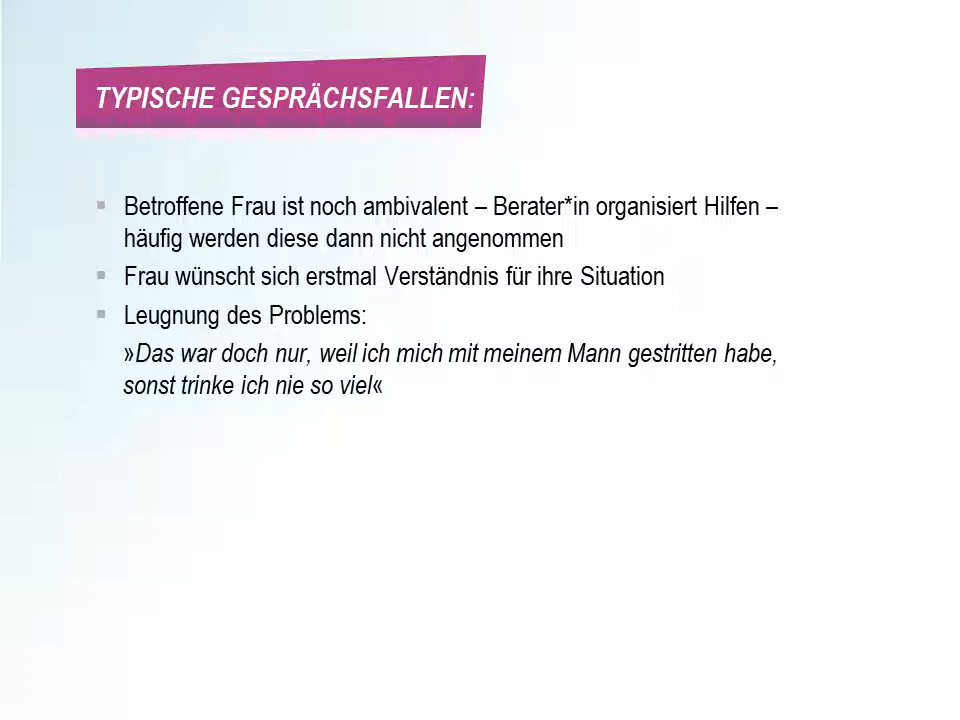 TYPISCHE GESPRÄCHSFALLEN:
▪ Betroffene Frau ist noch ambivalent – Berater*in organisiert Hilfen –
häufig werden diese dann nicht angenommen
▪ Frau wünscht sich erstmal Verständnis für ihre Situation
▪ Leugnung des Problems:
»Das war doch nur, weil ich mich mit meinem Mann gestritten habe,
sonst trinke ich nie so viel«